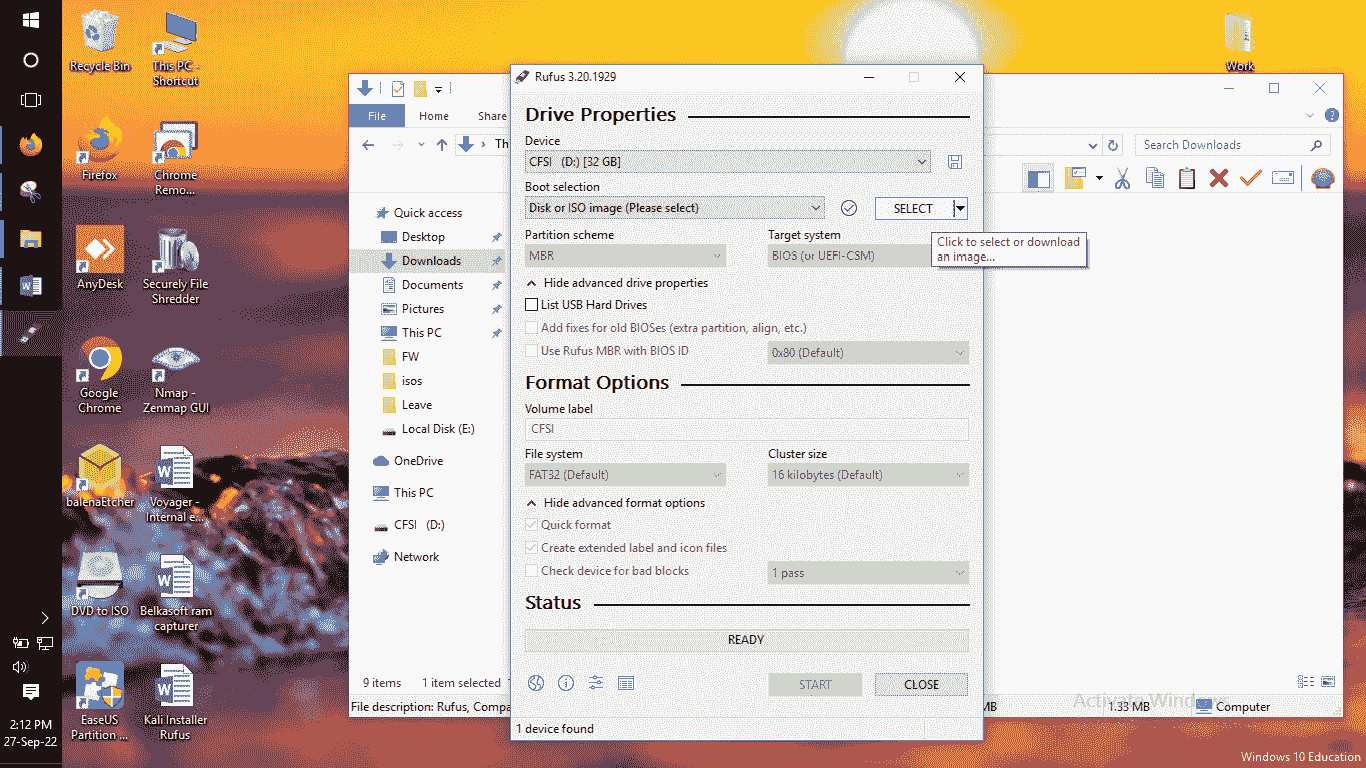 Recycle Bin
This PC - Shortcut
Firefox
Chrome Remo...
AnyDesk
Securely File Shredder
Google Chrome
Nmap - Zenmap GUI
balenaEtcher
Voyager - Internal e...
DVD to ISO
Belkasoft ram capturer
EaseUS Partition ...
Kali Installer Rufus
Work
2:12 PM
27-Sep-22
File
Home
Share
Th
Search Downloads
Quick access
Desktop
Downloads
Documents
Pictures
This PC
FW
isos
Leave
Local Disk (E:)
OneDrive
This PC
CFSI (D:)
Network
9 items
1 item selected
File description: Rufus, Compa
MB
1.33 MB
Computer
Rufus 3.20.1929
Drive Properties
Device
CFSI (D:) [32 GB]
Boot selection
Disk or ISO image (Please select)
SELECT
Partition scheme
Target system
MBR
BIOS (or UEFI-CSM)
Click to select or download
an image...
Hide advanced drive properties
List USB Hard Drives
Add fixes for old BIOSes (extra partition, align, etc.)
Use Rufus MBR with BIOS ID
0x80 (Default)
Format Options
Volume label
CFSI
File system
Cluster size
FAT32 (Default)
16 kilobytes (Default)
Hide advanced format options
Quick format
Create extended label and icon files
Check device for bad blocks
1 pass
Status
READY
START
CLOSE
1 device found
Activate Windows
Windows 10 Education